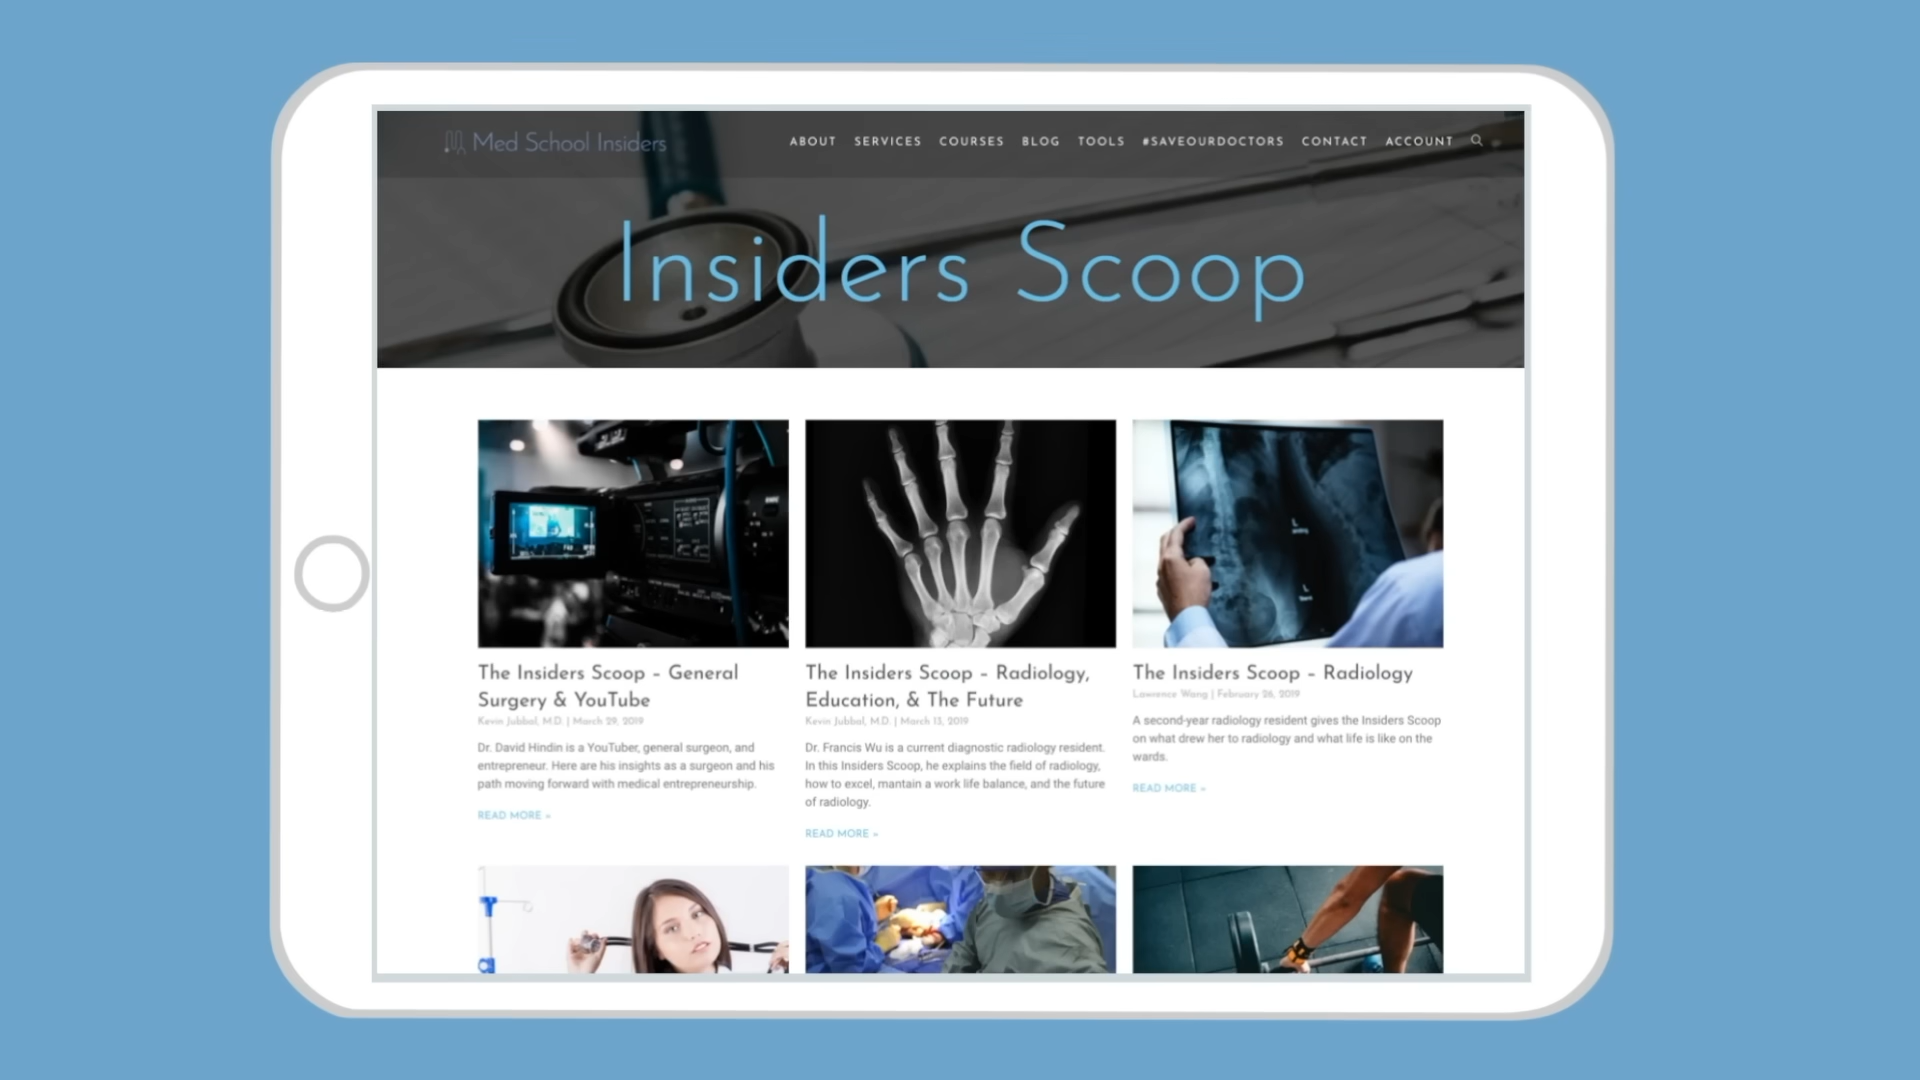 Med School Insiders
ABOUT SERVICES COURSES BLOG TOOLS #SAVEOURDOCTORS CONTACT ACCOUNT
Insiders Scoop
The Insiders Scoop – General
Surgery & YouTube
Kevin Jubbal, M.D. | March 29, 2019
Dr. David Hindin is a YouTuber, general surgeon, and
entrepreneur. Here are his insights as a surgeon and his
path moving forward with medical entrepreneurship.
READ MORE »
The Insiders Scoop – Radiology,
Education, & The Future
Kevin Jubbal, M.D. | March 13, 2019
Dr. Francis Wu is a current diagnostic radiology resident.
In this Insiders Scoop, he explains the field of radiology,
how to excel, mantain a work life balance, and the future
of radiology.
READ MORE »
The Insiders Scoop – Radiology
Lawrence Wang | February 26, 2019
A second-year radiology resident gives the Insiders Scoop
on what drew her to radiology and what life is like on the
wards.
READ MORE »